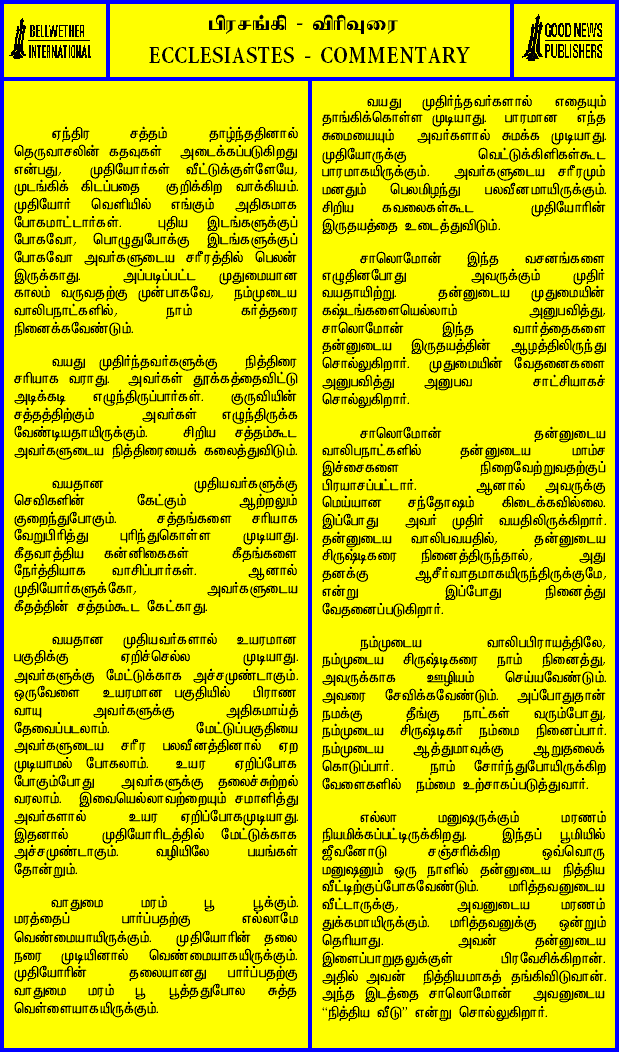 BELLWETHER
INTERNATIONAL
பிரசங்கி - விரிவுரை
ECCLESIASTES - COMMENTARY
GOOD NEWS
PUBLISHERS
ஏந்திர சத்தம் தாழ்ந்ததினால்
தெருவாசலின் கதவுகள் அடைக்கப்படுகிறது
என்பது, முதியோர்கள் வீட்டுக்குள்ளேயே,
முடங்கிக் கிடப்பதை குறிக்கிற வாக்கியம்.
முதியோர் வெளியில் எங்கும் அதிகமாக
போகமாட்டார்கள். புதிய இடங்களுக்குப்
போகவோ, பொழுதுபோக்கு இடங்களுக்குப்
போகவோ அவர்களுடைய சரீரத்தில் பெலன்
இருக்காது. அப்படிப்பட்ட முதுமையான
காலம் வருவதற்கு முன்பாகவே, நம்முடைய
வாலிபநாட்களில், நாம் கர்த்தரை
நினைக்கவேண்டும்.
வயது முதிர்ந்தவர்களுக்கு நித்திரை
சரியாக வராது. அவர்கள் தூக்கத்தைவிட்டு
அடிக்கடி எழுந்திருப்பார்கள். குருவியின்
சத்தத்திற்கும் அவர்கள் எழுந்திருக்க
வேண்டியதாயிருக்கும். சிறிய சத்தம்கூட
அவர்களுடைய நித்திரையைக் கலைத்துவிடும்.
வயதான முதியவர்களுக்கு
செவிகளின் கேட்கும் ஆற்றலும்
குறைந்துபோகும். சத்தங்களை சரியாக
வேறுபிரித்து புரிந்துகொள்ள முடியாது.
கீதவாத்திய கன்னிகைகள் கீதங்களை
நேர்த்தியாக வாசிப்பார்கள். ஆனால்
முதியோர்களுக்கோ, அவர்களுடைய
கீதத்தின் சத்தம்கூட கேட்காது.
வயதான முதியவர்களால் உயரமான
பகுதிக்கு ஏறிச்செல்ல முடியாது.
அவர்களுக்கு மேட்டுக்காக அச்சமுண்டாகும்.
ஒருவேளை உயரமான பகுதியில் பிராண
வாயு அவர்களுக்கு அதிகமாய்த்
தேவைப்படலாம். மேட்டுப்பகுதியை
அவர்களுடைய சரீர பலவீனத்தினால் ஏற
முடியாமல் போகலாம். உயர ஏறிப்போக
போகும்போது அவர்களுக்கு தலைச்சுற்றல்
வரலாம். இவையெல்லாவற்றையும் சமாளித்து
அவர்களால் உயர ஏறிப்போகமுடியாது.
இதனால் முதியோரிடத்தில் மேட்டுக்காக
அச்சமுண்டாகும். வழியிலே பயங்கள்
தோன்றும்.
வாதுமை மரம் பூ பூக்கும்.
மரத்தைப் பார்ப்பதற்கு எல்லாமே
வெண்மையாயிருக்கும். முதியோரின் தலை
நரை முடியினால் வெண்மையாகயிருக்கும்.
முதியோரின் தலையானது பார்ப்பதற்கு
வாதுமை மரம் பூ பூத்ததுபோல சுத்த
வெள்ளையாகயிருக்கும்.
வயது முதிர்ந்தவர்களால் எதையும்
தாங்கிக்கொள்ள முடியாது. பாரமான எந்த
சுமையையும் அவர்களால் சுமக்க முடியாது.
முதியோருக்கு வெட்டுக்கிளிகள்கூட
பாரமாகயிருக்கும். அவர்களுடைய சரீரமும்
மனதும் பெலமிழந்து பலவீனமாயிருக்கும்.
சிறிய கவலைகள்கூட முதியோரின்
இருதயத்தை உடைத்துவிடும்.
சாலொமோன் இந்த வசனங்களை
எழுதினபோது அவருக்கும் முதிர்
வயதாயிற்று. தன்னுடைய முதுமையின்
கஷ்டங்களையெல்லாம் அனுபவித்து,
சாலொமோன் இந்த வார்த்தைகளை
தன்னுடைய இருதயத்தின் ஆழத்திலிருந்து
சொல்லுகிறார். முதுமையின் வேதனைகளை
அனுபவித்து அனுபவ சாட்சியாகச்
சொல்லுகிறார்.
சாலொமோன் தன்னுடைய
வாலிபநாட்களில் தன்னுடைய மாம்ச
இச்சைகளை நிறைவேற்றுவதற்குப்
பிரயாசப்பட்டார். ஆனால் அவருக்கு
மெய்யான சந்தோஷம் கிடைக்கவில்லை.
இப்போது அவர் முதிர் வயதிலிருக்கிறார்.
தன்னுடைய வாலிபவயதில், தன்னுடைய
சிருஷ்டிகரை நினைத்திருந்தால், அது
தனக்கு ஆசீர்வாதமாகயிருந்திருக்குமே,
என்று இப்போது நினைத்து
வேதனைப்படுகிறார்.
நம்முடைய வாலிபபிராயத்திலே,
நம்முடைய சிருஷ்டிகரை நாம் நினைத்து,
அவருக்காக ஊழியம் செய்யவேண்டும்.
அவரை சேவிக்கவேண்டும். அப்போதுதான்
நமக்கு தீங்கு நாட்கள் வரும்போது,
நம்முடைய சிருஷ்டிகர் நம்மை நினைப்பார்.
நம்முடைய ஆத்துமாவுக்கு ஆறுதலைக்
கொடுப்பார். நாம் சோர்ந்துபோயிருக்கிற
வேளைகளில் நம்மை உற்சாகப்படுத்துவார்.
எல்லா மனுஷருக்கும் மரணம்
நியமிக்கப்பட்டிருக்கிறது. இந்தப் பூமியில்
ஜீவனோடு சஞ்சரிக்கிற ஒவ்வொரு
மனுஷனும் ஒரு நாளில் தன்னுடைய நித்திய
வீட்டிற்குப்போகவேண்டும். மரித்தவனுடைய
வீட்டாருக்கு, அவனுடைய மரணம்
துக்கமாயிருக்கும். மரித்தவனுக்கு ஒன்றும்
தெரியாது. அவன் தன்னுடைய
இளைப்பாறுதலுக்குள் பிரவேசிக்கிறான்.
அதில் அவன் நித்தியமாகத் தங்கிவிடுவான்.
அந்த இடத்தை சாலொமோன் அவனுடைய
“நித்திய வீடு” என்று சொல்லுகிறார்.